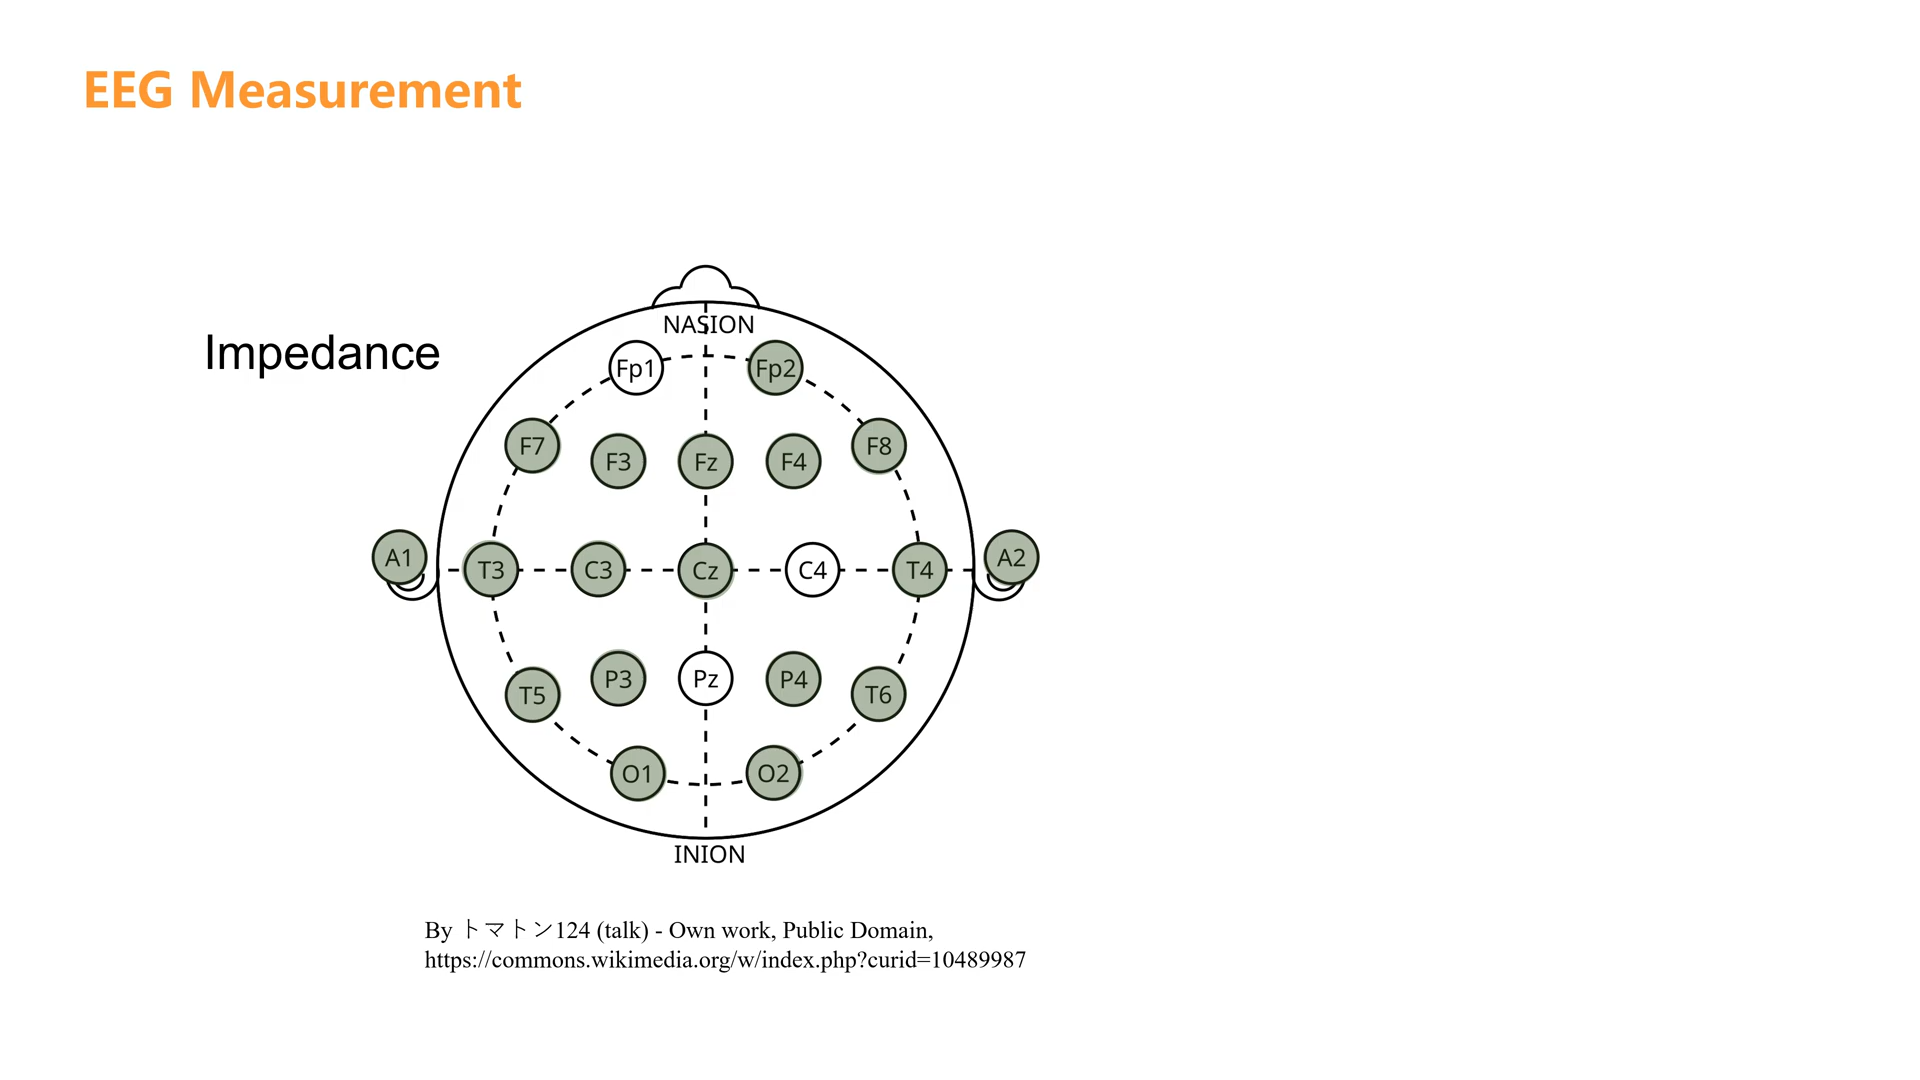 EEG Measurement
Impedance
NASION
Fp1 Fp2
F7 F3 Fz F4 F8
A1 T3 C3 Cz C4 T4 A2
T5 P3 Pz P4 T6
O1 O2
INION
By トマトン124 (talk) - Own work, Public Domain,
https://commons.wikimedia.org/w/index.php?curid=10489987